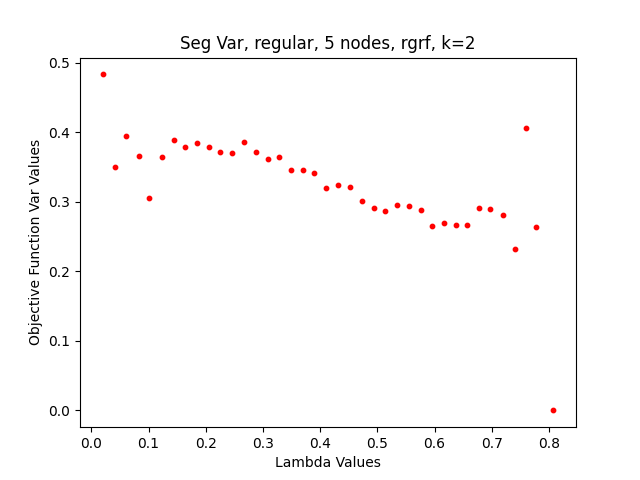 Seg Var, regular, 5 nodes, rgrf, k=2
0.5
0.4
0.3
0.2
0.1
0.0
Objective Function Var Values
0.0 0.1 0.2 0.3 0.4 0.5 0.6 0.7 0.8
Lambda Values